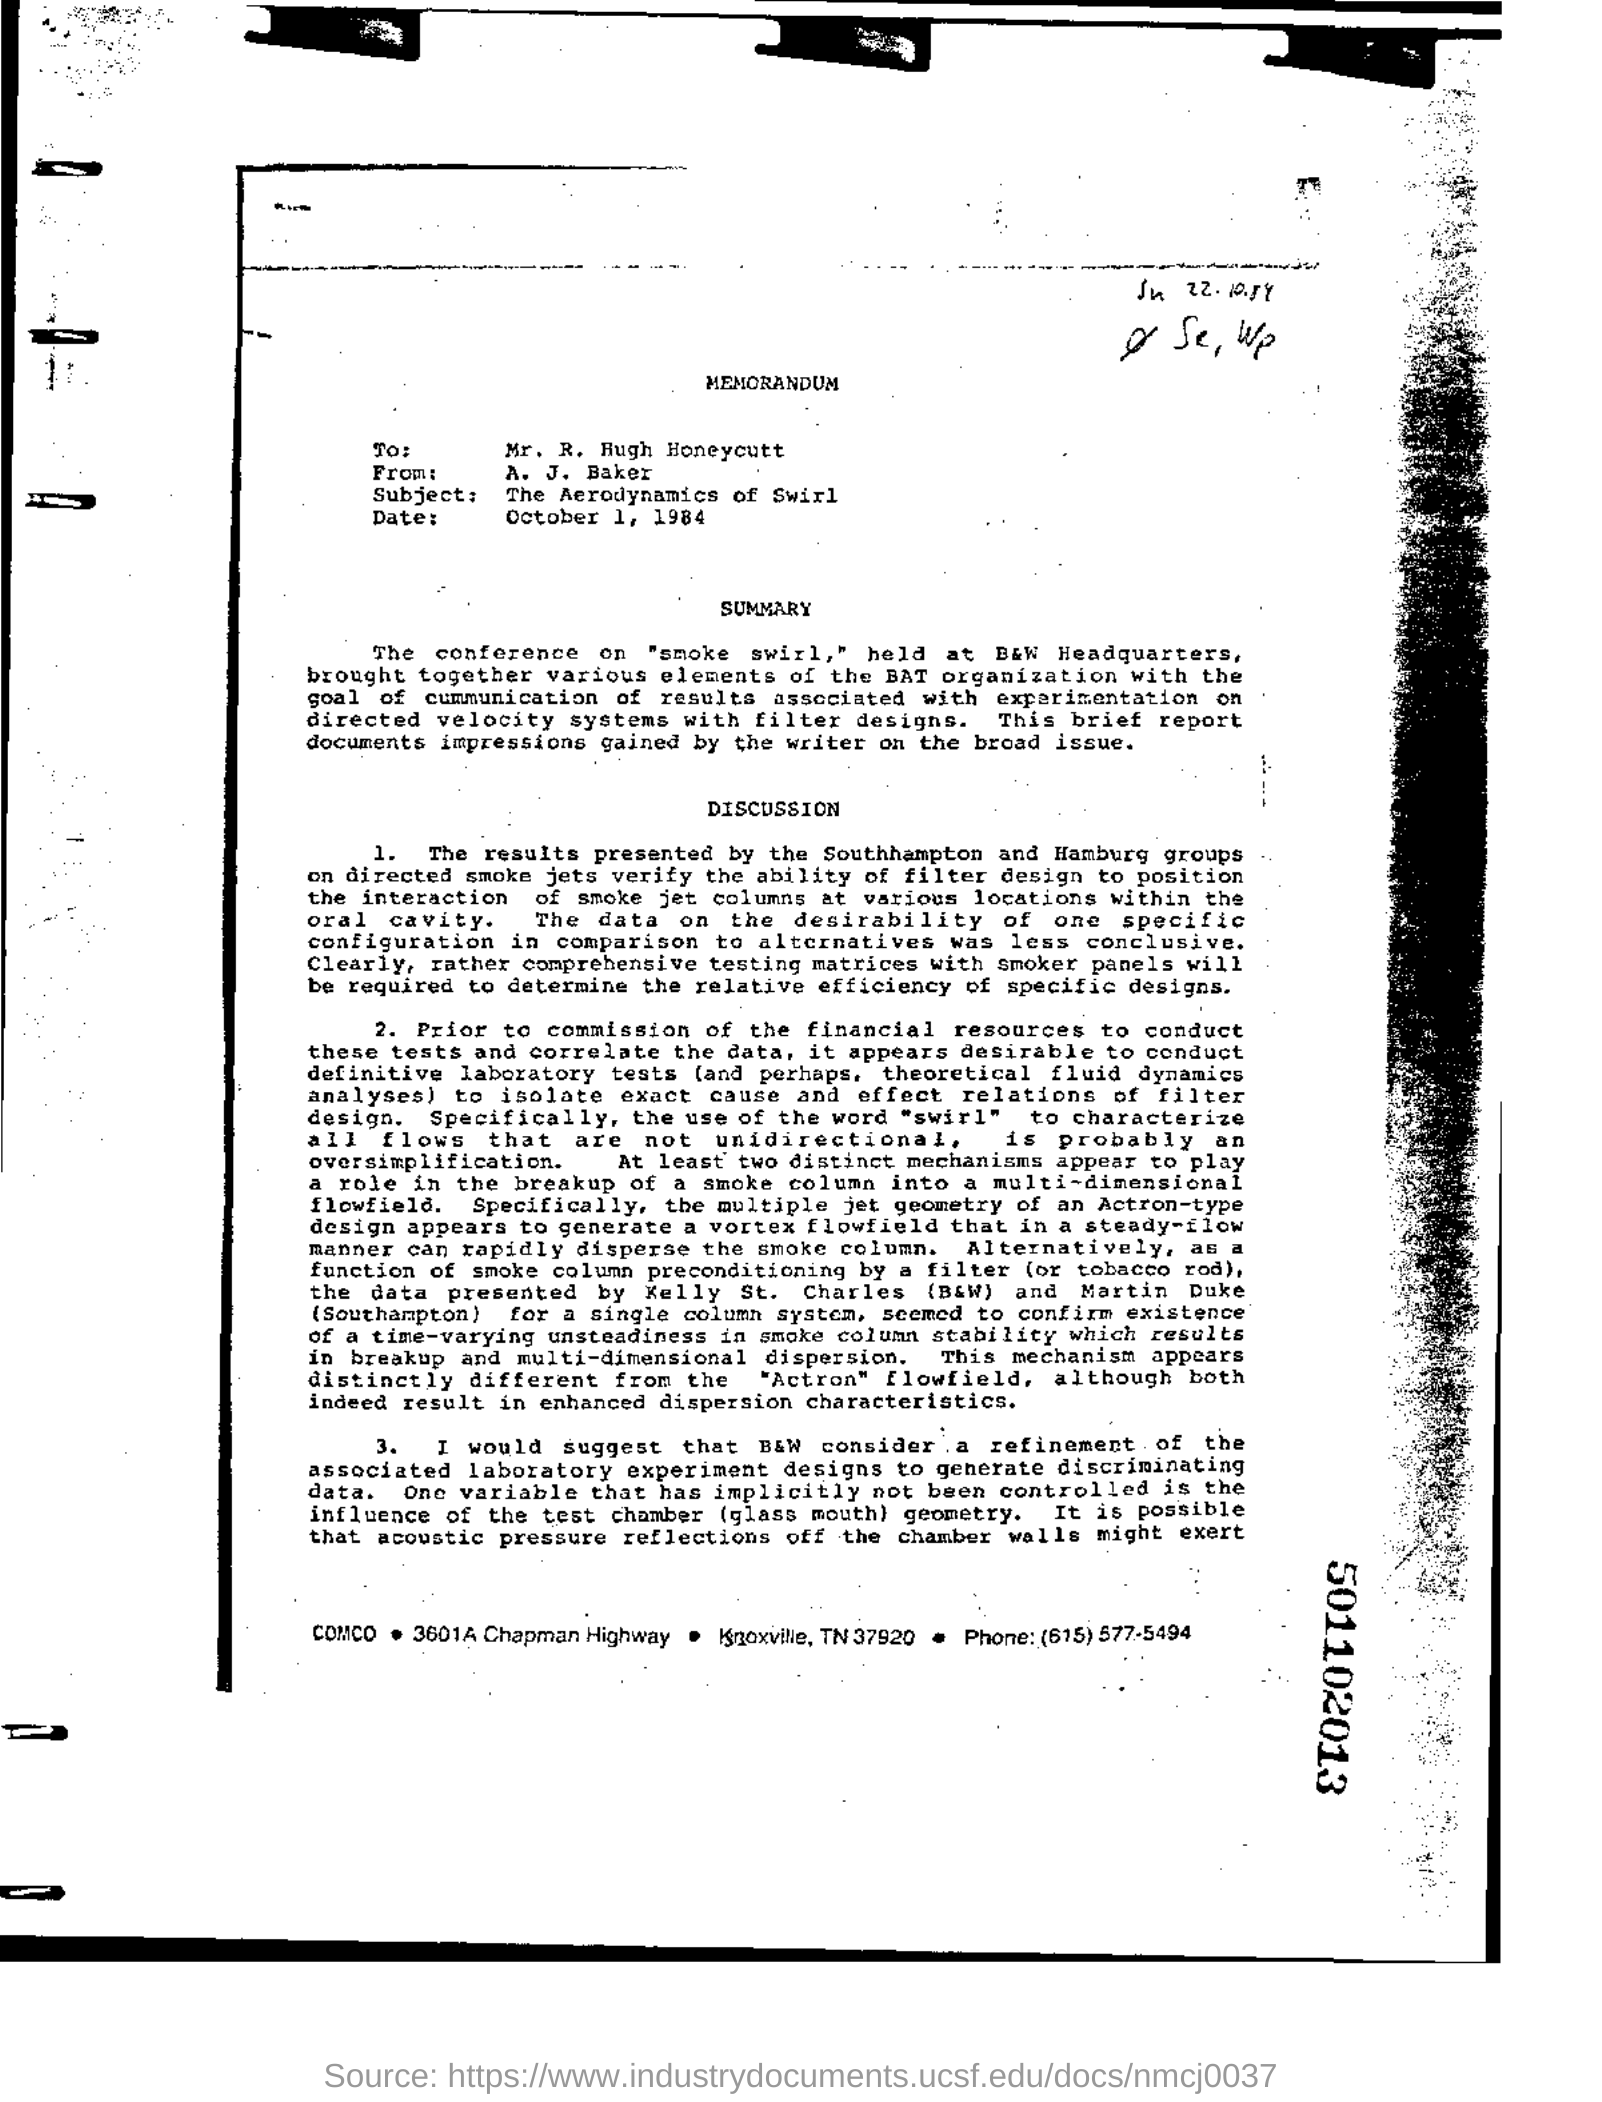 Sn 22.10.84
Se, Wp
MEMORANDUM
To: Mr. R. Hugh Honeycutt
From: A. J. Baker
Subject: The Aerodynamics of Swirl
Date: October 1, 1984
SUMMARY
The conference on "smoke swirl," held at B&W Headquarters,
brought together various elements of the BAT organization with the
goal of cummunication of results associated with experimentation on
directed velocity systems with filter designs. This brief report
documents impressions gained by the writer on the broad issue.
DISCUSSION
1. The results presented by the Southhampton and Hamburg groups
on directed smoke jets verify the ability of filter design to position
the interaction of smoke jet columns at various locations within the
oral cavity. The data on the desirability of one specific
configuration in comparison to alternatives was less conclusive.
Clearly, rather comprehensive testing matrices with smoker panels will
be required to determine the relative efficiency of specific designs.
2. Prior to commission of the financial resources to conduct
these tests and correlate the data, it appears desirable to conduct
definitive laboratory tests (and perhaps, theoretical fluid dynamics
analyses) to isolate exact cause and effect relations of filter
design. Specifically, the use of the word "swirl" to characterize
all flows that are not unidirectional, is probably an
oversimplification. At least two distinct mechanisms appear to play
a role in the breakup of a smoke column into a multi-dimensional
flowfield. Specifically, the multiple jet geometry of an Actron-type
design appears to generate a vortex flowfield that in a steady-flow
manner can rapidly disperse the smoke column. Alternatively, as a
function of smoke column preconditioning by a filter (or tobacco rod),
the data presented by Kelly St. Charles (B&W) and Martin Duke
(Southampton) for a single column system, seemed to confirm existence
of a time-varying unsteadiness in smoke column stability which results
in breakup and multi-dimensional dispersion. This mechanism appears
distinctly different from the "Actron" flowfield, although both
indeed result in enhanced dispersion characteristics.
3. I would suggest that B&W consider a refinement of the
associated laboratory experiment designs to generate discriminating
data. One variable that has implicitly not been controlled is the
influence of the test chamber (glass mouth) geometry. It is possible
that acoustic pressure reflections off the chamber walls might exert
COMCO • 3601A Chapman Highway • Knoxville, TN 37920 • Phone: (615) 577-5494
501102013
Source: https://www.industrydocuments.ucsf.edu/docs/nmcj0037